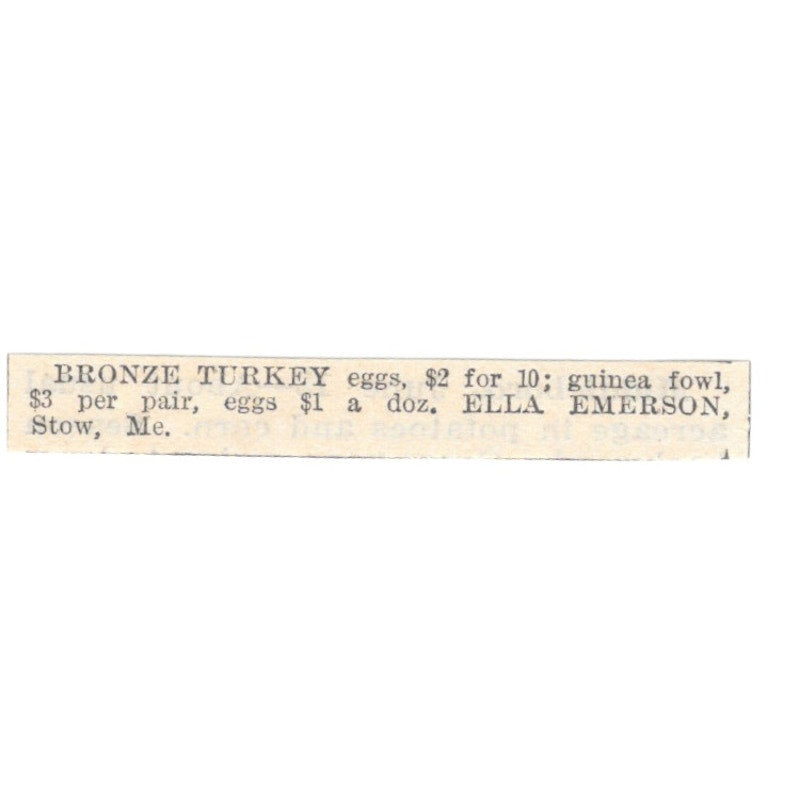 BRONZE TURKEY eggs, $2 for 10; guinea fowl,
$3 per pair, eggs $1 a doz. ELLA EMERSON,
Stow, Me.